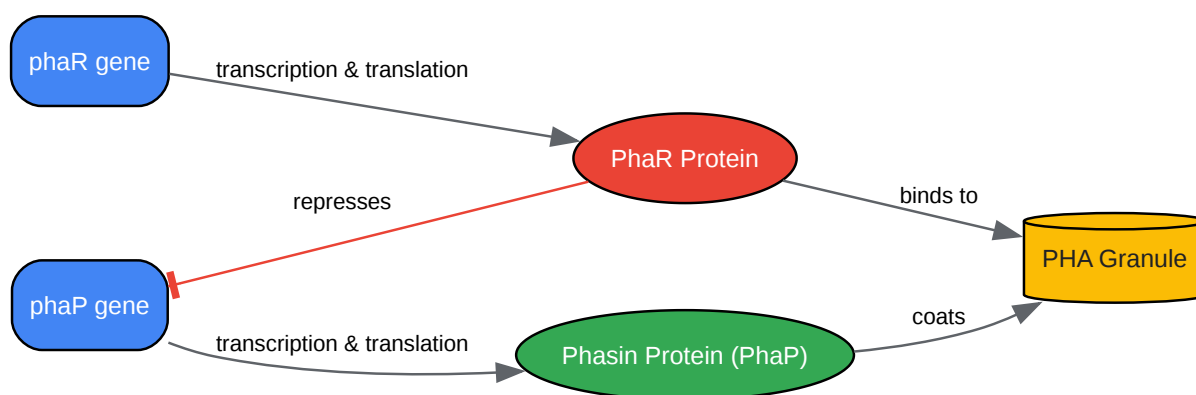 phaR gene
transcription & translation
PhaR Protein
represses
binds to
PHA Granule
phaP gene
transcription & translation
Phasin Protein (PhaP)
coats